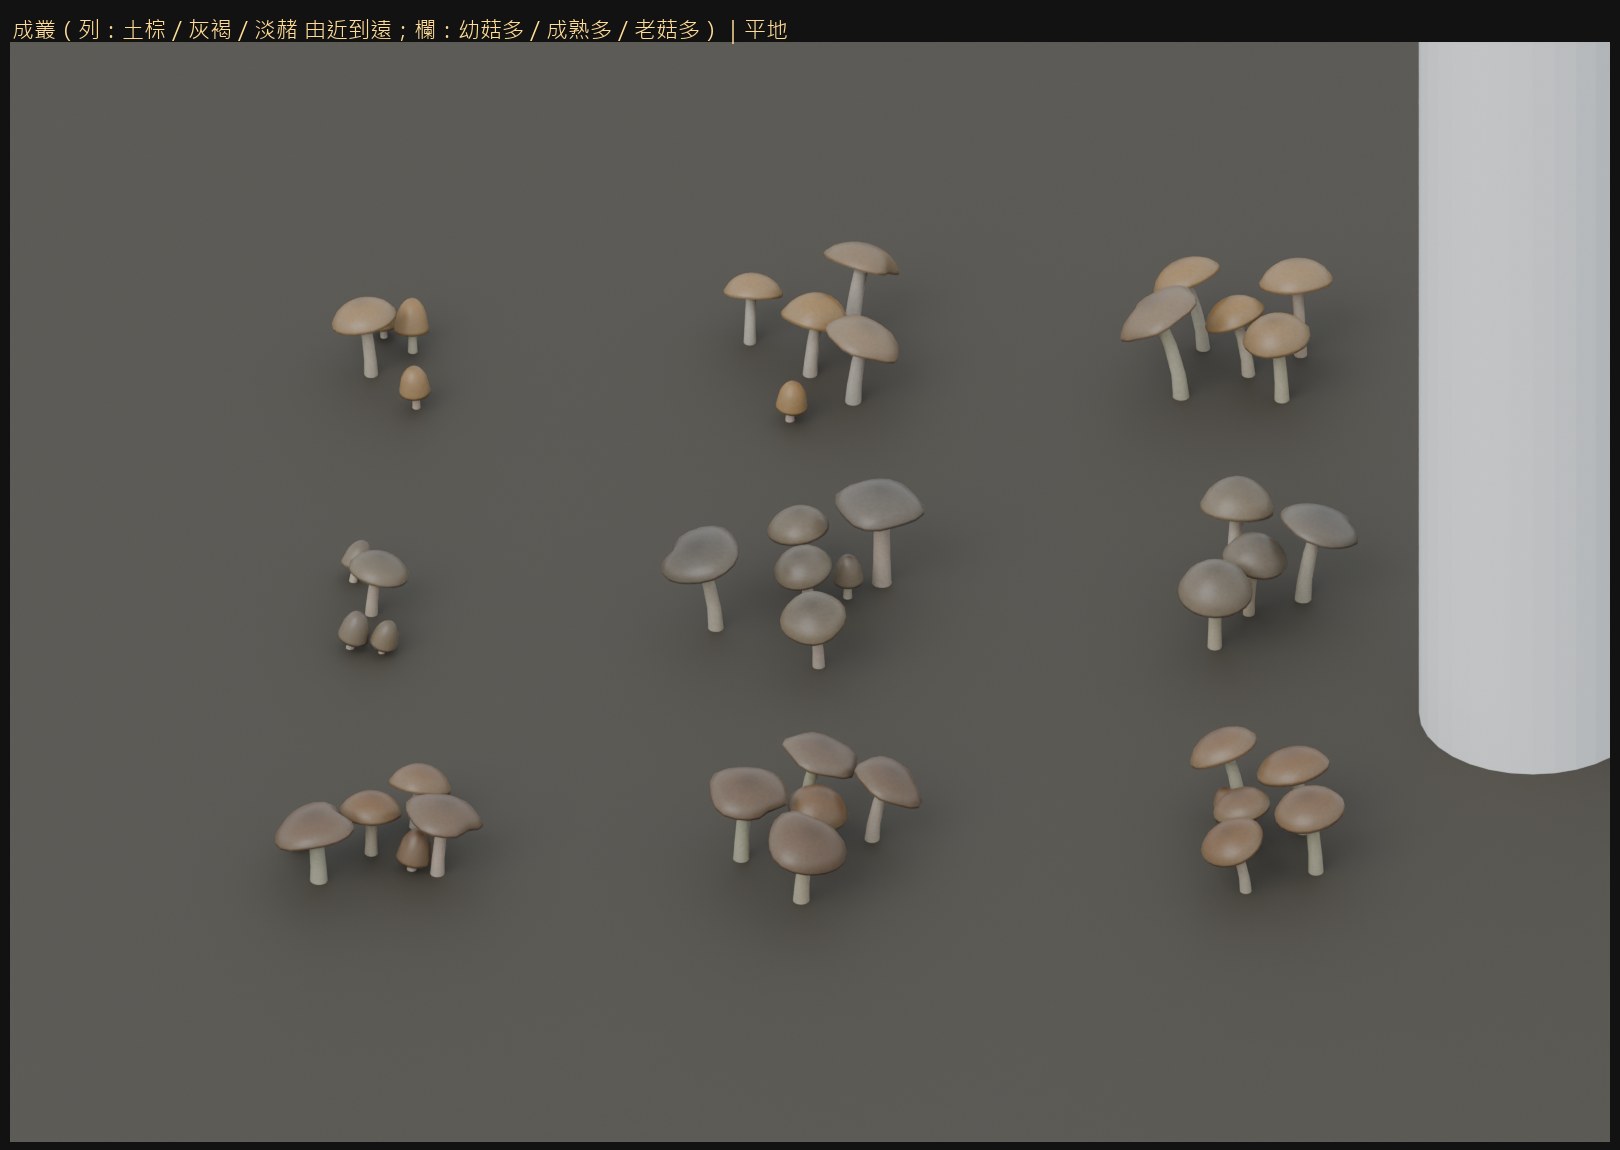 成叢 ( 列 : 土棕 / 灰褐 / 淡赭 由近到遠 ; 欄 : 幼菇多 / 成熟多 / 老菇多 ) | 平地